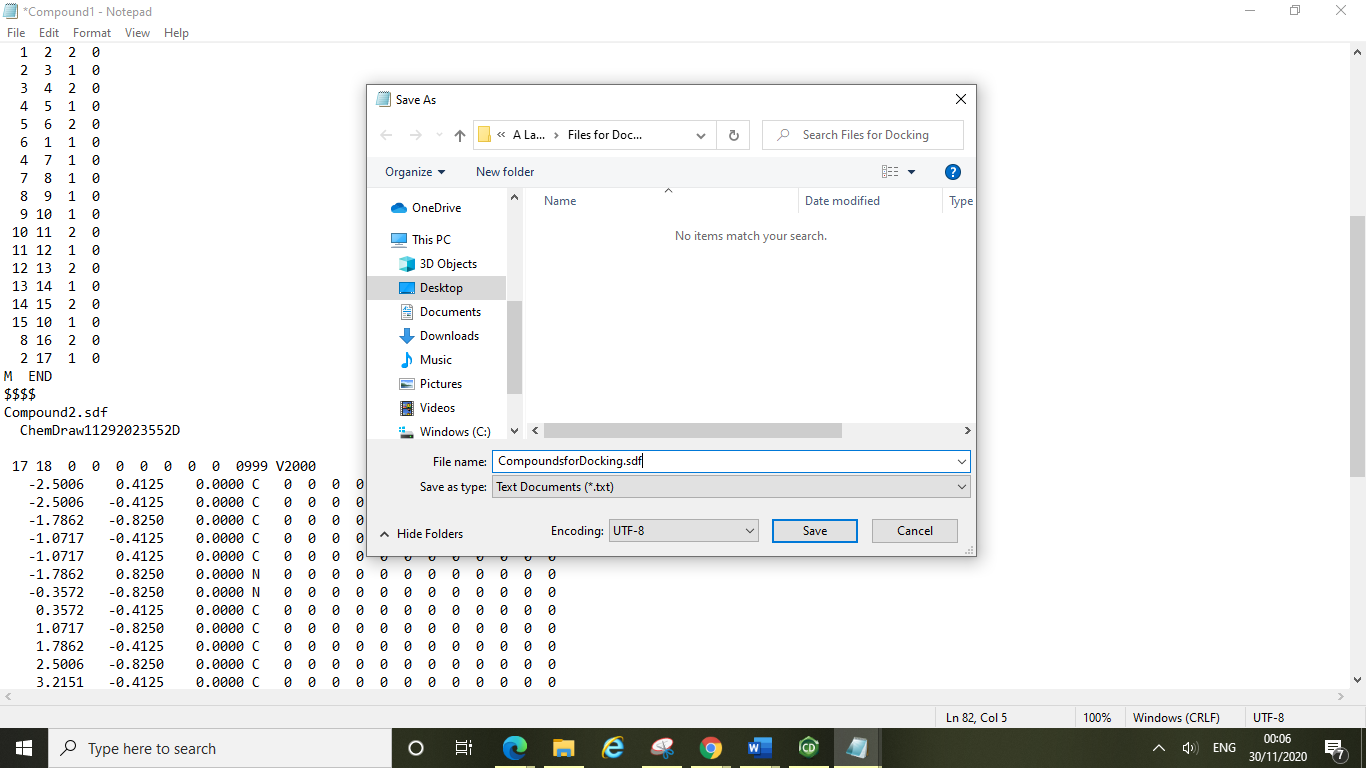 *Compound1 - Notepad
File Edit Format View Help
1 2 2 0
2 3 1 0
3 4 2 0
4 5 1 0
5 6 2 0
6 1 1 0
4 7 1 0
7 8 1 0
8 9 1 0
9 10 1 0
10 11 2 0
11 12 1 0
12 13 2 0
13 14 1 0
14 15 2 0
15 10 1 0
8 16 2 0
2 17 1 0
M END
$$$$
Compound2.sdf
ChemDraw11292023552D
17 18 0 0 0 0 0 0 0 0999 V2000
-2.5006 0.4125 0.0000 C 0 0 0 0
-2.5006 -0.4125 0.0000 C 0 0 0 0
-1.7862 -0.8250 0.0000 C 0 0 0 0
-1.0717 -0.4125 0.0000 C 0 0 0 0
-1.0717 0.4125 0.0000 C 0 0 0 0 0 0 0 0 0 0 0 0
-1.7862 0.8250 0.0000 N 0 0 0 0 0 0 0 0 0 0 0 0
-0.3572 -0.8250 0.0000 N 0 0 0 0 0 0 0 0 0 0 0 0
0.3572 -0.4125 0.0000 C 0 0 0 0 0 0 0 0 0 0 0 0
1.0717 -0.8250 0.0000 C 0 0 0 0 0 0 0 0 0 0 0 0
1.7862 -0.4125 0.0000 C 0 0 0 0 0 0 0 0 0 0 0 0
2.5006 -0.8250 0.0000 C 0 0 0 0 0 0 0 0 0 0 0 0
3.2151 -0.4125 0.0000 C 0 0 0 0 0 0 0 0 0 0 0 0
Save As
« A La... › Files for Doc...
Search Files for Docking
Organize New folder
Name Date modified Type
No items match your search.
OneDrive
This PC
3D Objects
Desktop
Documents
Downloads
Music
Pictures
Videos
Windows (C:)
File name: CompoundsforDocking.sdf
Save as type: Text Documents (*.txt)
Hide Folders Encoding: UTF-8 Save Cancel
Ln 82, Col 5 100% Windows (CRLF) UTF-8
Type here to search
ENG
00:06
30/11/2020
7